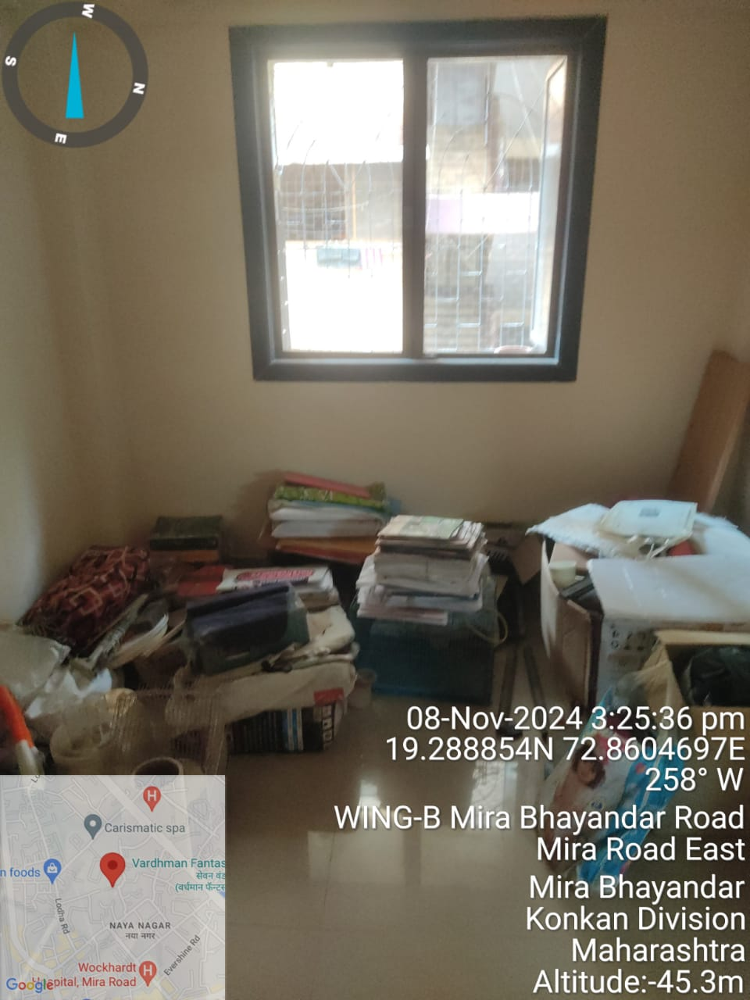 W
S
N
E
08-Nov-2024 3:25:36 pm
19.288854N 72.8604697E
258° W
WING-B Mira Bhayandar Road
Mira Road East
Mira Bhayandar
Konkan Division
Maharashtra
Altitude:-45.3m
H
Carismatic spa
Vardhman Fantas
सेवन वंड
(वर्धमान फॅन्टस
n foods
Lodha Rd
NAYA NAGAR
नया नगर
Evershine Rd
Wockhardt
Hospital, Mira Road
H
Google